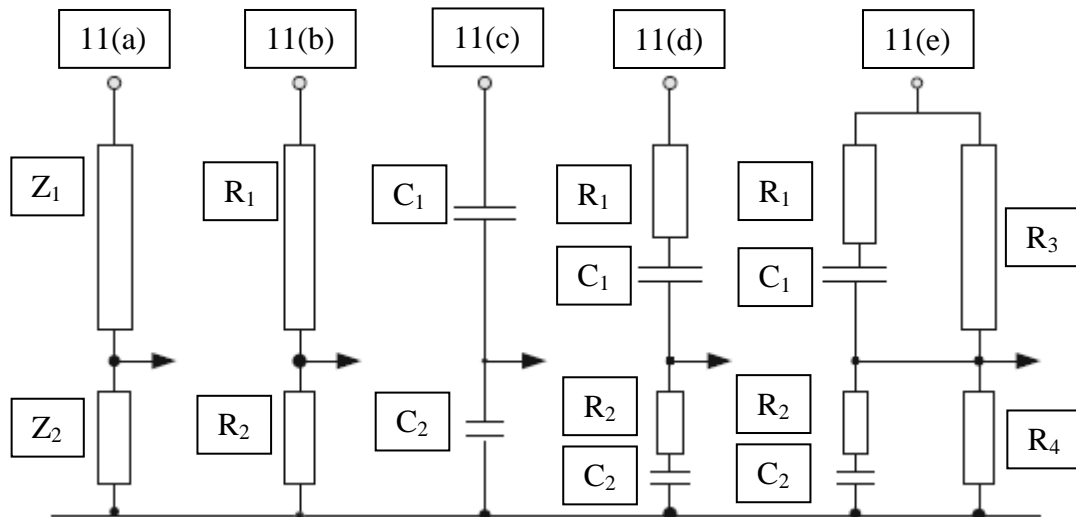 11(a) 11(b) 11(c) 11(d) 11(e)
Z₁ R₁ C₁ R₁ R₁
R₃
C₁ C₁
Z₂ R₂ C₂ R₂ R₂
R₄
C₂ C₂